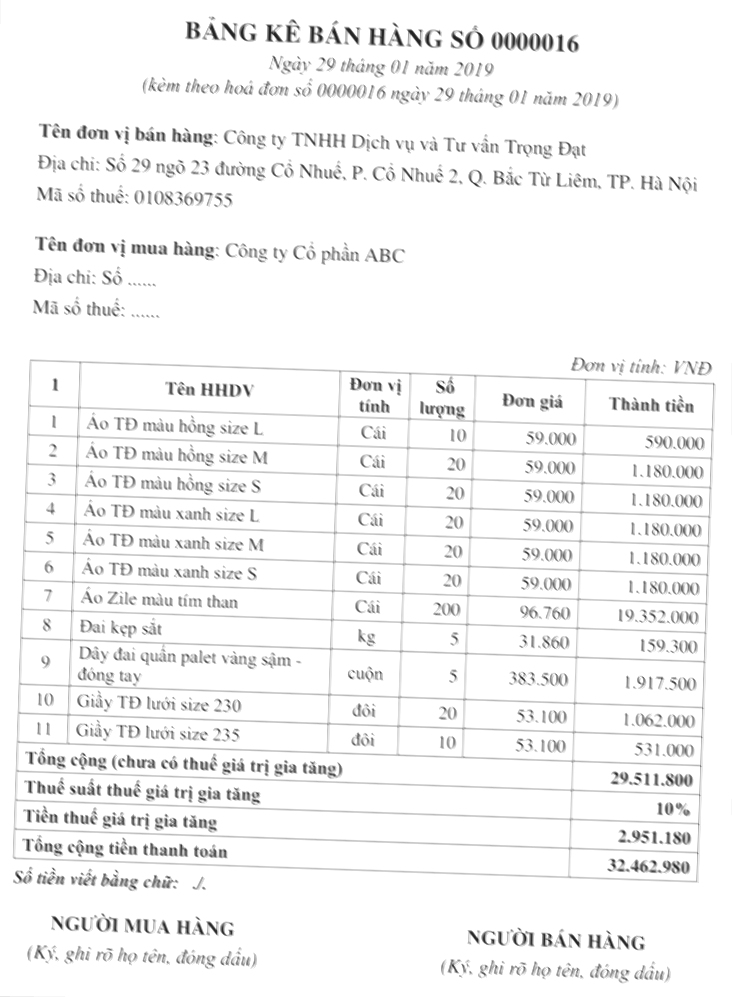 BẢNG KÊ BÁN HÀNG SỐ 0000016
Ngày 29 tháng 01 năm 2019
(kèm theo hoá đơn số 0000016 ngày 29 tháng 01 năm 2019)
Tên đơn vị bán hàng: Công ty TNHH Dịch vụ và Tư vấn Trọng Đạt
Địa chỉ: Số 29 ngõ 23 đường Cổ Nhuế, P. Cổ Nhuế 2, Q. Bắc Từ Liêm, TP. Hà Nội
Mã số thuế: 0108369755
Tên đơn vị mua hàng: Công ty Cổ phần ABC
Địa chỉ: Số ......
Mã số thuế: ......
Đơn vị tính: VNĐ
1 Tên HHDV Đơn vị tính Số lượng Đơn giá Thành tiền
1 Áo TĐ màu hồng size L Cái 10 59.000 590.000
2 Áo TĐ màu hồng size M Cái 20 59.000 1.180.000
3 Áo TĐ màu hồng size S Cái 20 59.000 1.180.000
4 Áo TĐ màu xanh size L Cái 20 59.000 1.180.000
5 Áo TĐ màu xanh size M Cái 20 59.000 1.180.000
6 Áo TĐ màu xanh size S Cái 20 59.000 1.180.000
7 Áo Zile màu tím than Cái 200 96.760 19.352.000
8 Đai kẹp sắt kg 5 31.860 159.300
9 Dây đai quấn palet vàng sậm - đóng tay cuộn 5 383.500 1.917.500
10 Giầy TĐ lưới size 230 đôi 20 53.100 1.062.000
11 Giầy TĐ lưới size 235 đôi 10 53.100 531.000
Tổng cộng (chưa có thuế giá trị gia tăng) 29.511.800
Thuế suất thuế giá trị gia tăng 10%
Tiền thuế giá trị gia tăng 2.951.180
Tổng cộng tiền thanh toán 32.462.980
Số tiền viết bằng chữ: ./.
NGƯỜI MUA HÀNG NGƯỜI BÁN HÀNG
(Ký, ghi rõ họ tên, đóng dấu) (Ký, ghi rõ họ tên, đóng dấu)